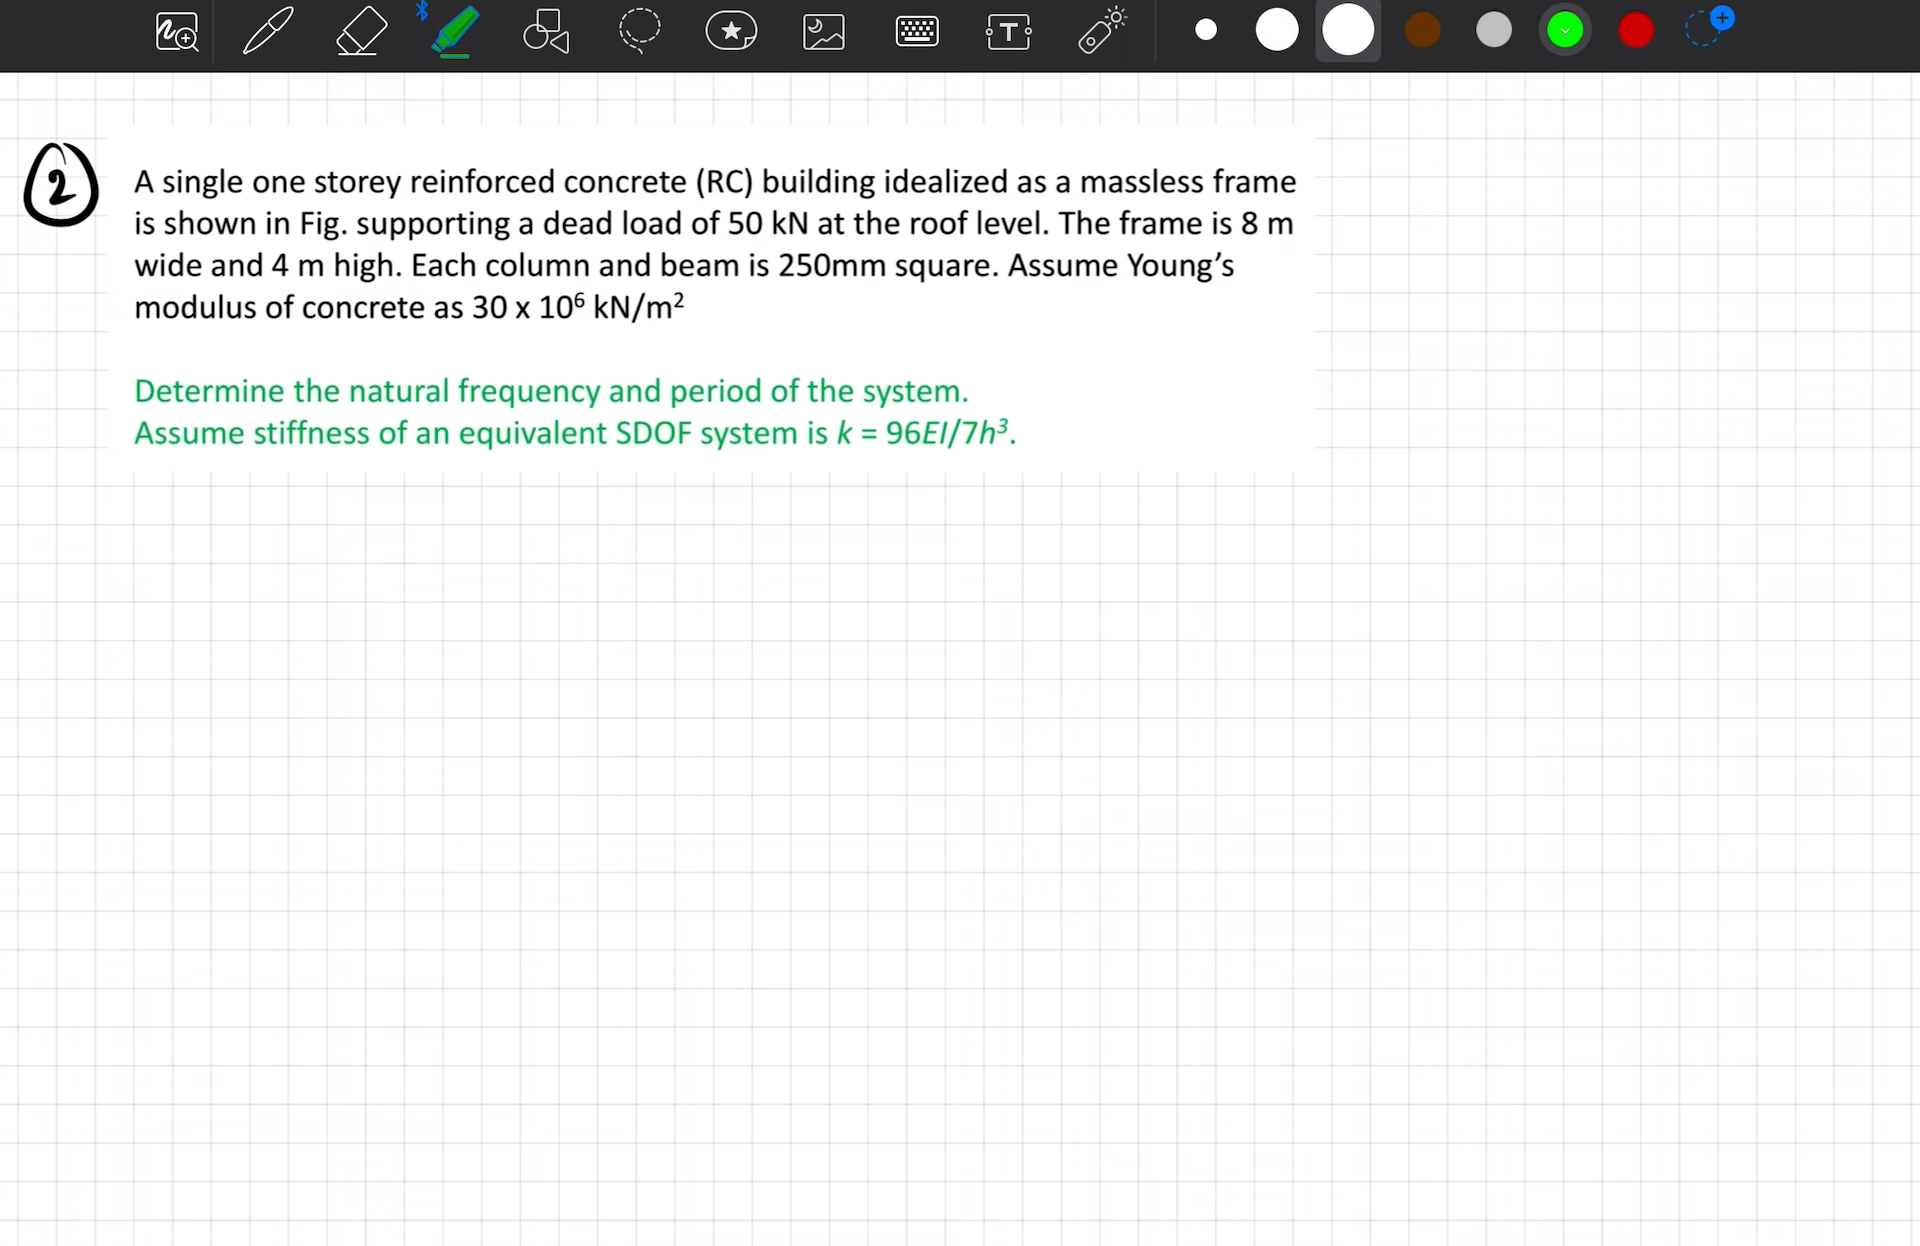 2
A single one storey reinforced concrete (RC) building idealized as a massless frame
is shown in Fig. supporting a dead load of 50 kN at the roof level. The frame is 8 m
wide and 4 m high. Each column and beam is 250mm square. Assume Young’s
modulus of concrete as 30 x 10⁶ kN/m²
Determine the natural frequency and period of the system.
Assume stiffness of an equivalent SDOF system is k = 96EI/7h³.